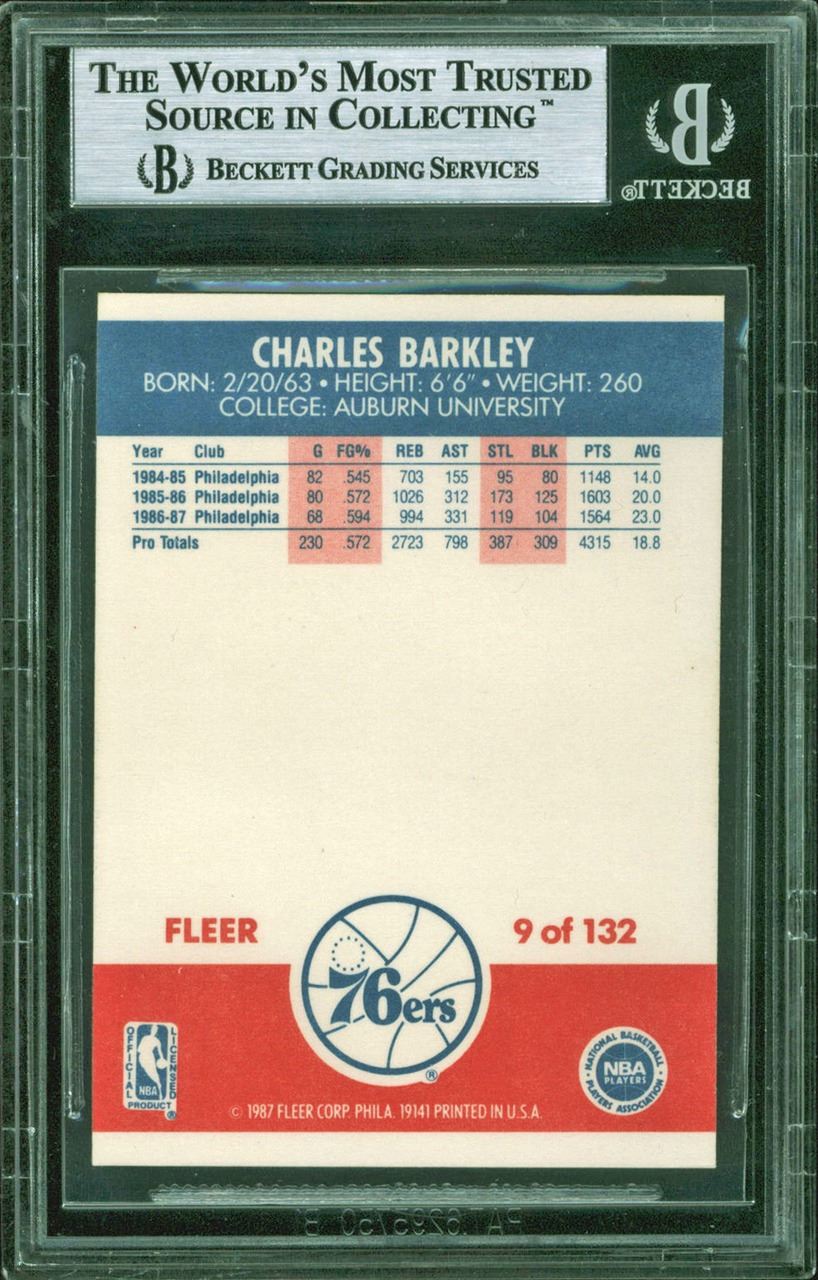 THE WORLD'S MOST TRUSTED
SOURCE IN COLLECTING™
B BECKETT GRADING SERVICES
B
BECKETT®
CHARLES BARKLEY
BORN: 2/20/63 • HEIGHT: 6'6" • WEIGHT: 260
COLLEGE: AUBURN UNIVERSITY
Year Club G FG% REB AST STL BLK PTS AVG
1984-85 Philadelphia 82 .545 703 155 95 80 1148 14.0
1985-86 Philadelphia 80 .572 1026 312 173 125 1603 20.0
1986-87 Philadelphia 68 .594 994 331 119 104 1564 23.0
Pro Totals 230 .572 2723 798 387 309 4315 18.8
FLEER
9 of 132
76ers
®
OFFICIAL LICENSED
NBA
PRODUCT ®
NATIONAL BASKETBALL
NBA
PLAYERS
PLAYERS ASSOCIATION
© 1987 FLEER CORP. PHILA. 19141 PRINTED IN U.S.A.